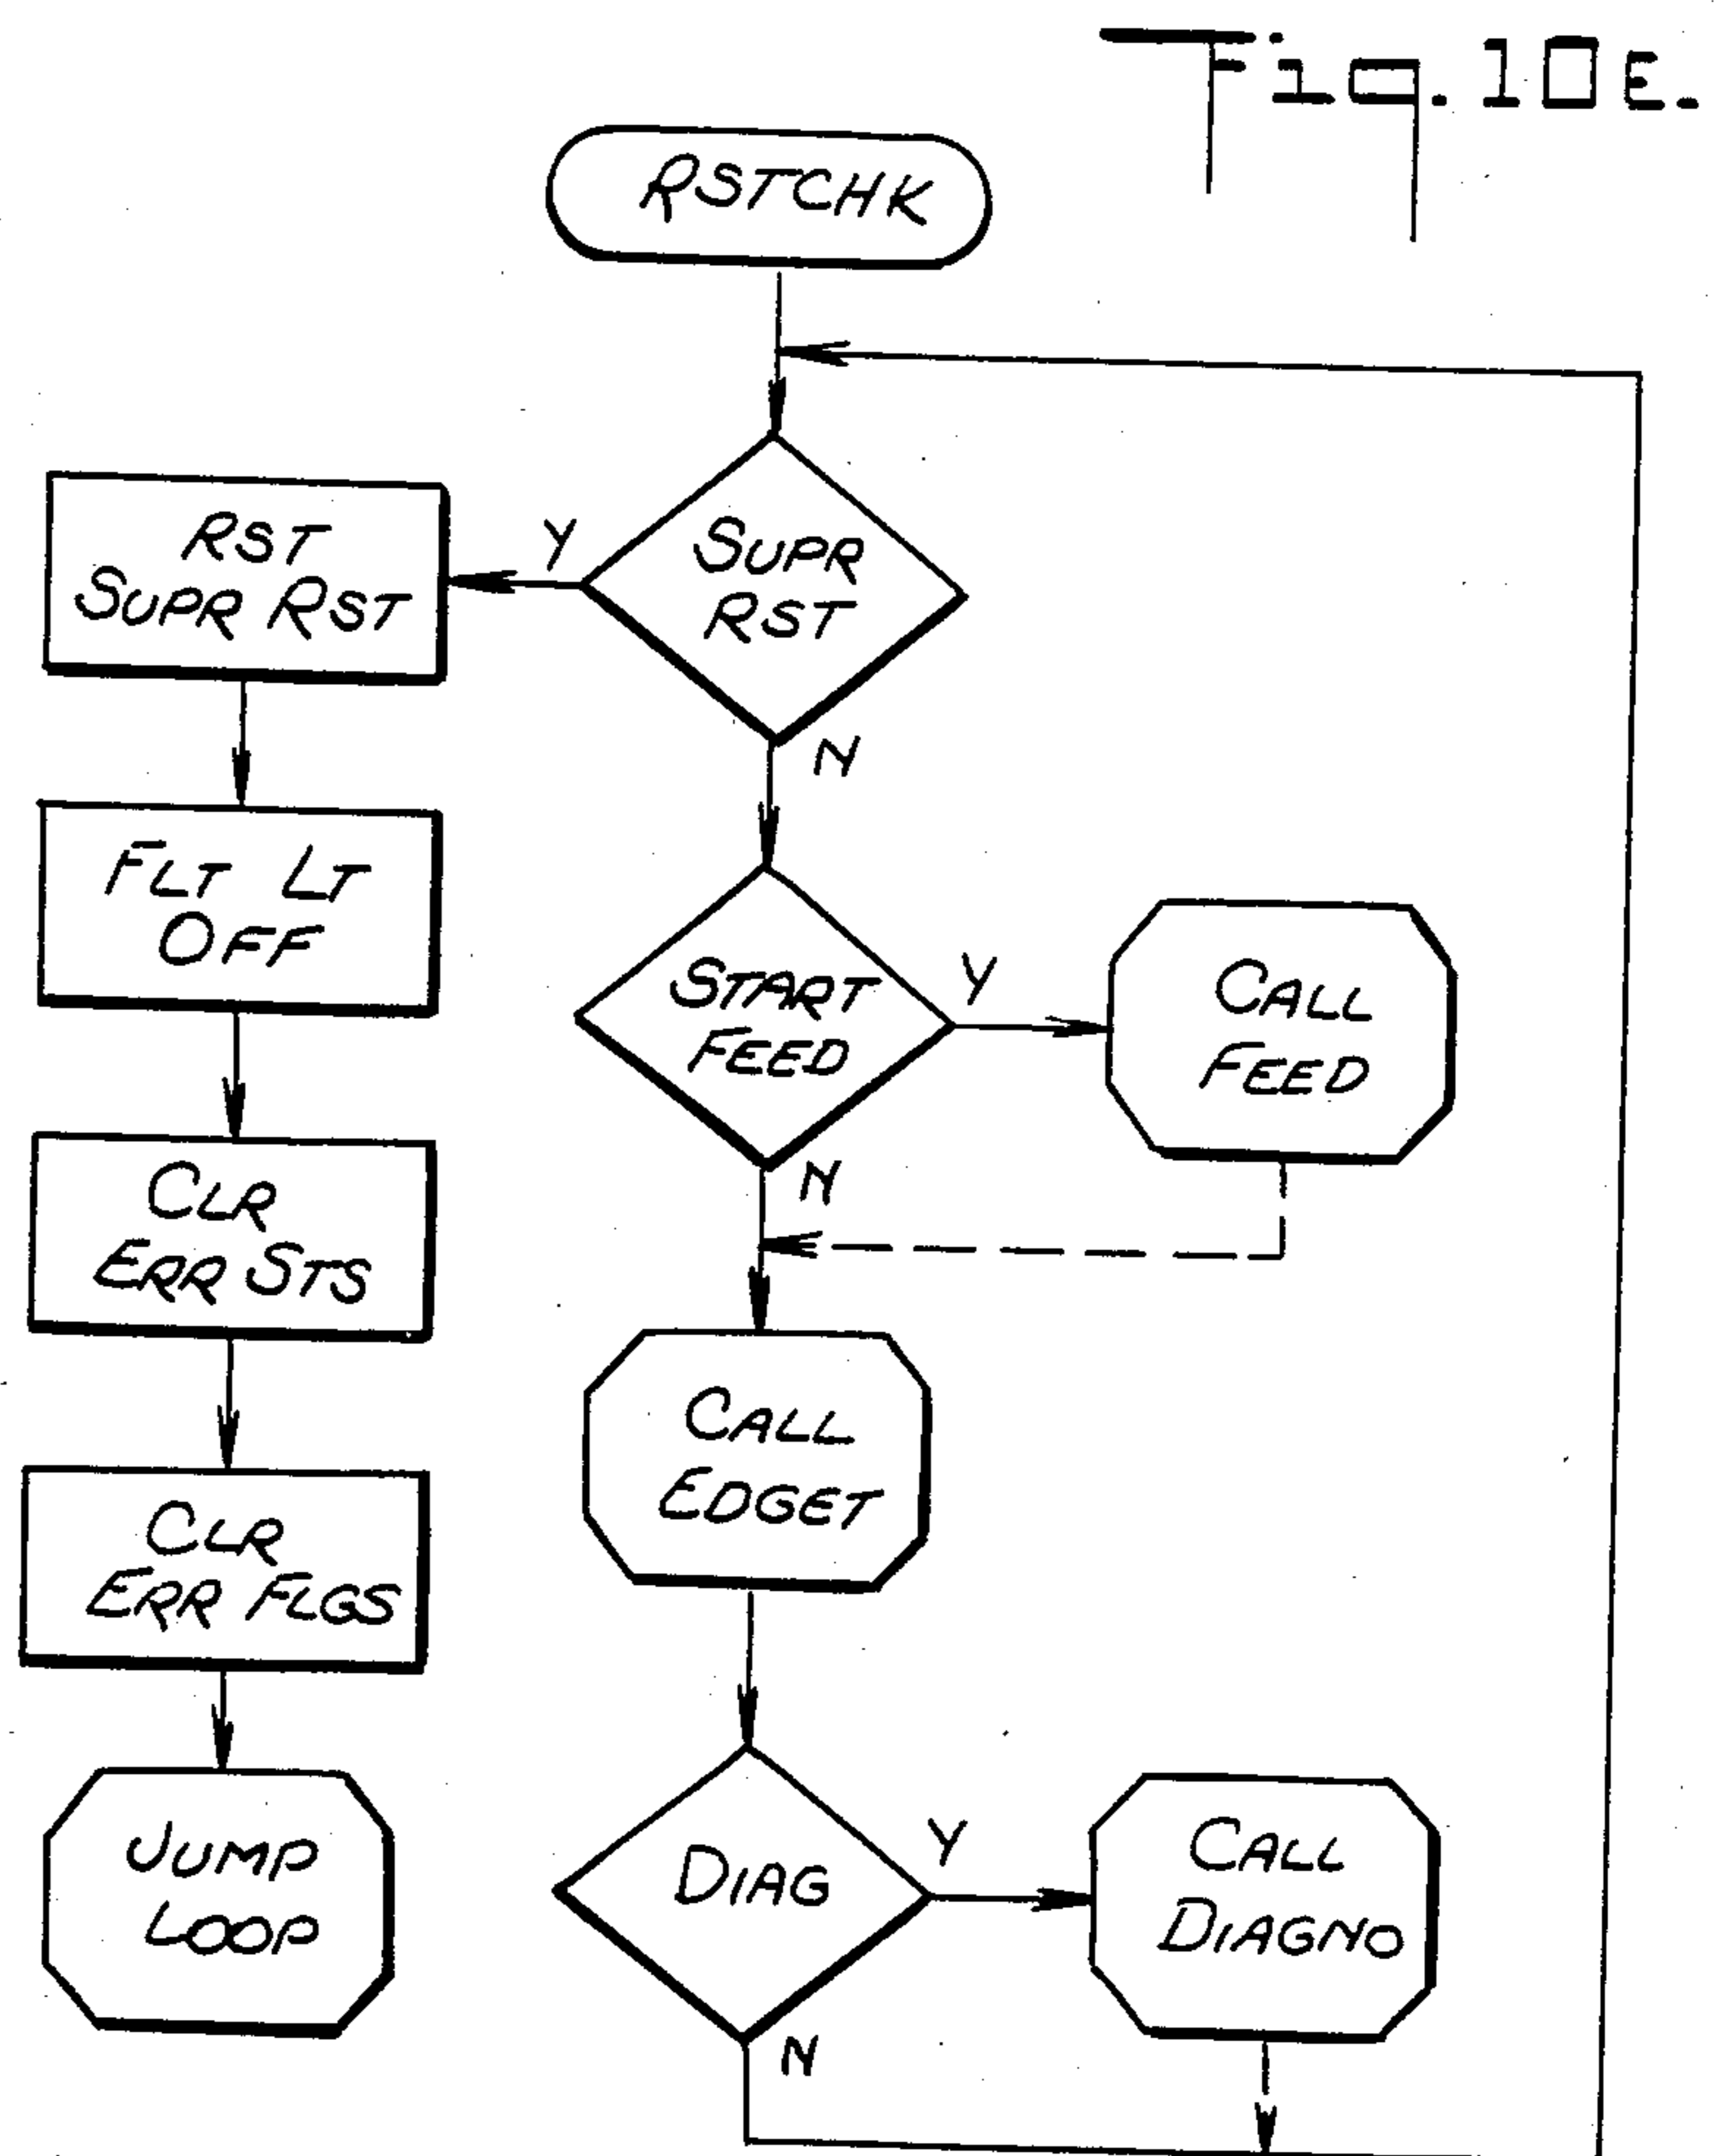 Fig. 10E.
RSTCHK
SUPR
RST
Y
N
RST
SUPR RST
FLT LT
OFF
CLR
ERR STS
CLR
ERR FLGS
JUMP
LOOP
START
FEED
Y
N
CALL
FEED
CALL
EDGET
DIAG
Y
N
CALL
DIAGNO